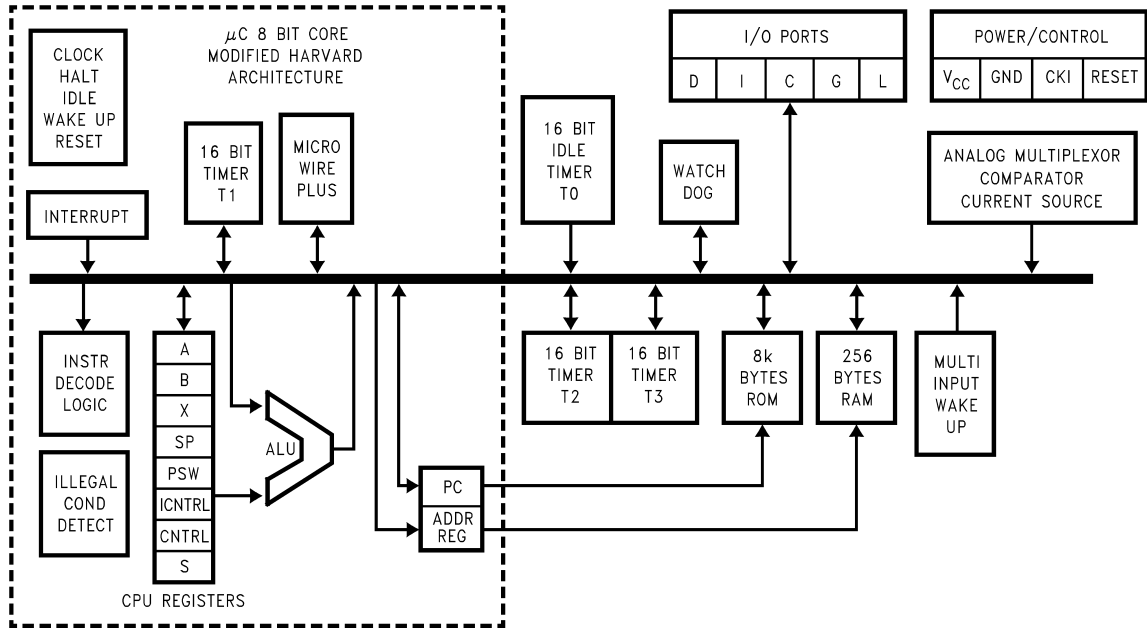 μC 8 BIT CORE
MODIFIED HARVARD
ARCHITECTURE
CLOCK
HALT
IDLE
WAKE UP
RESET
INTERRUPT
16 BIT
TIMER
T1
MICRO
WIRE
PLUS
16 BIT
IDLE
TIMER
T0
WATCH
DOG
I/O PORTS
D I C G L
POWER/CONTROL
VCC GND CKI RESET
ANALOG MULTIPLEXOR
COMPARATOR
CURRENT SOURCE
INSTR
DECODE
LOGIC
ILLEGAL
COND
DETECT
A
B
X
SP
PSW
ICNTRL
CNTRL
S
CPU REGISTERS
ALU
PC
ADDR
REG
16 BIT
TIMER
T2
16 BIT
TIMER
T3
8k
BYTES
ROM
256
BYTES
RAM
MULTI
INPUT
WAKE
UP